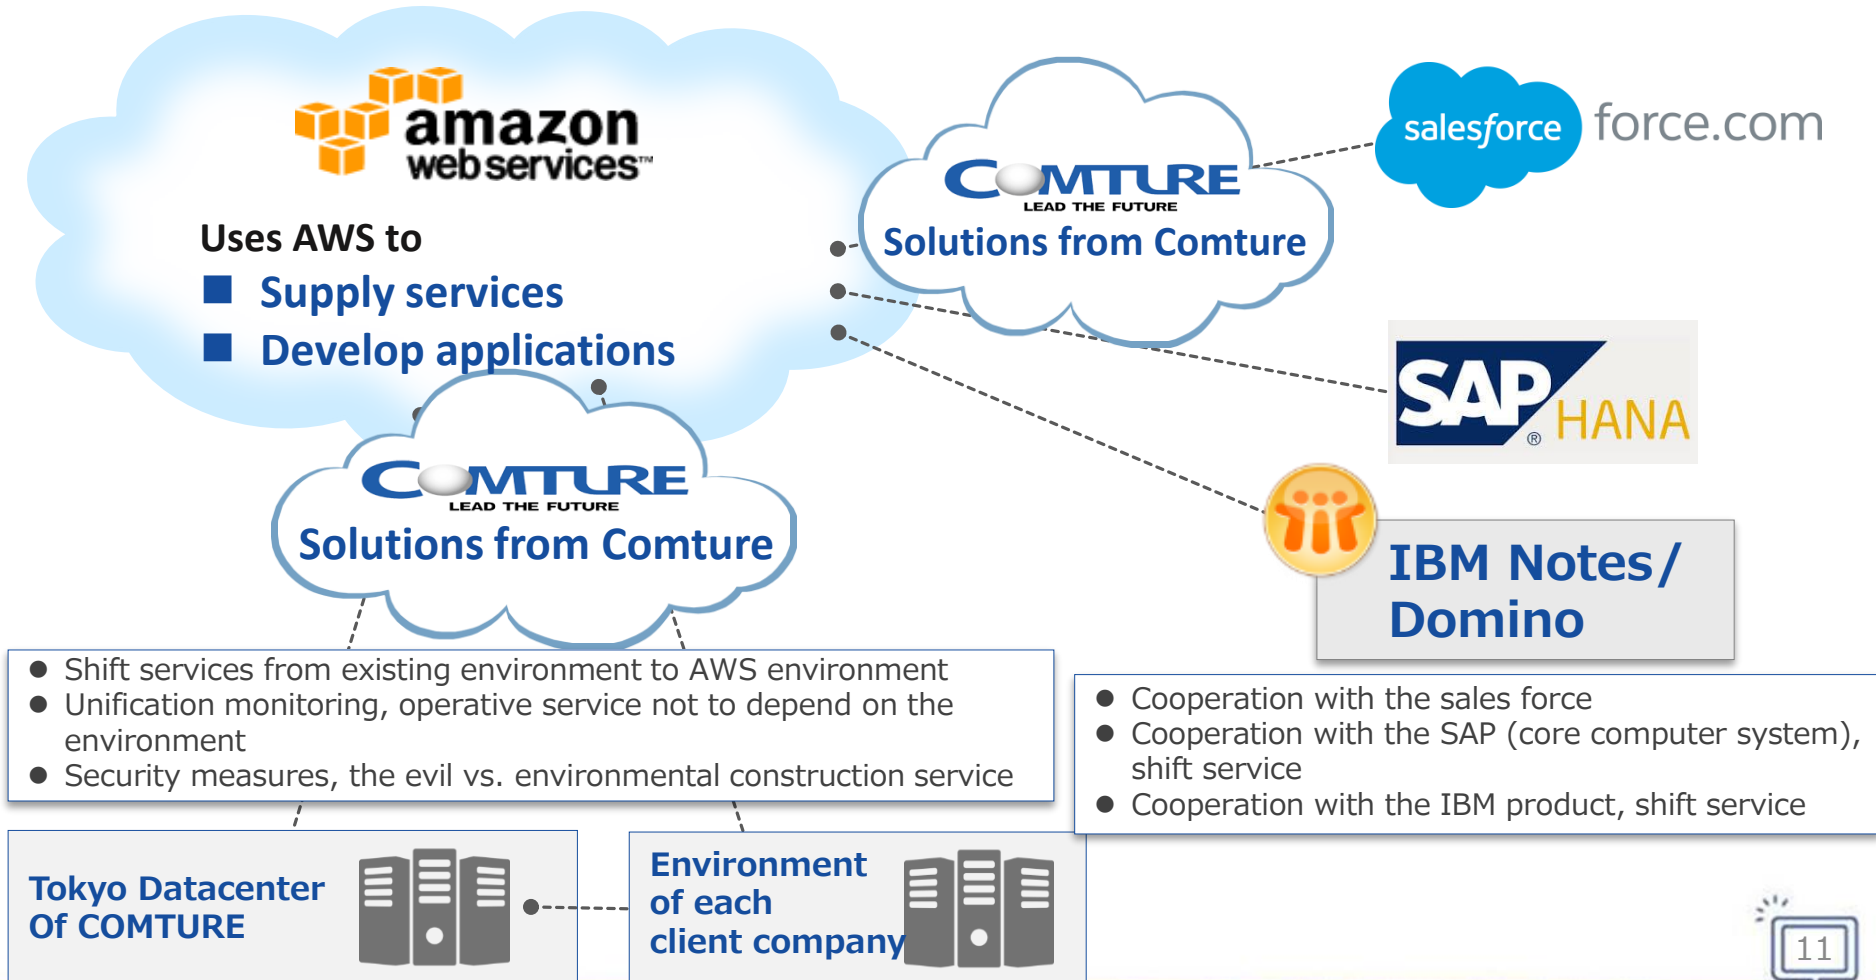 amazon
web services™
Uses AWS to
■ Supply services
■ Develop applications
COMTURE
LEAD THE FUTURE
Solutions from Comture
salesforce
force.com
SAP®
HANA
COMTURE
LEAD THE FUTURE
Solutions from Comture
IBM Notes/
Domino
● Shift services from existing environment to AWS environment
● Unification monitoring, operative service not to depend on the
environment
● Security measures, the evil vs. environmental construction service
● Cooperation with the sales force
● Cooperation with the SAP (core computer system),
shift service
● Cooperation with the IBM product, shift service
Tokyo Datacenter
Of COMTURE
Environment
of each
client company
11